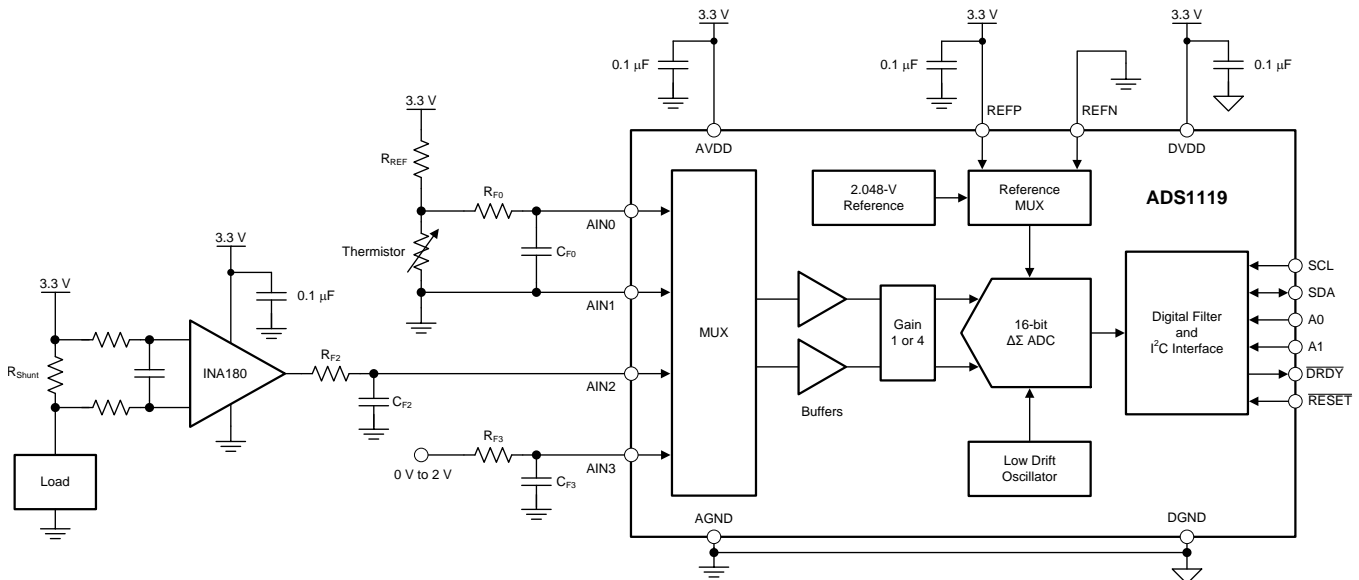 3.3 V
3.3 V
3.3 V
0.1 µF
0.1 µF
0.1 µF
REFP
REFN
3.3 V
AVDD
DVDD
R_REF
R_F0
2.048-V
Reference
Reference
MUX
ADS1119
AIN0
3.3 V
Thermistor
C_F0
SCL
3.3 V
0.1 µF
AIN1
SDA
MUX
Gain
1 or 4
16-bit
ΔΣ ADC
Digital Filter
and
I²C Interface
A0
A1
R_Shunt
INA180
R_F2
AIN2
DRDY
C_F2
Buffers
RESET
R_F3
0 V to 2 V
AIN3
Load
C_F3
Low Drift
Oscillator
AGND
DGND